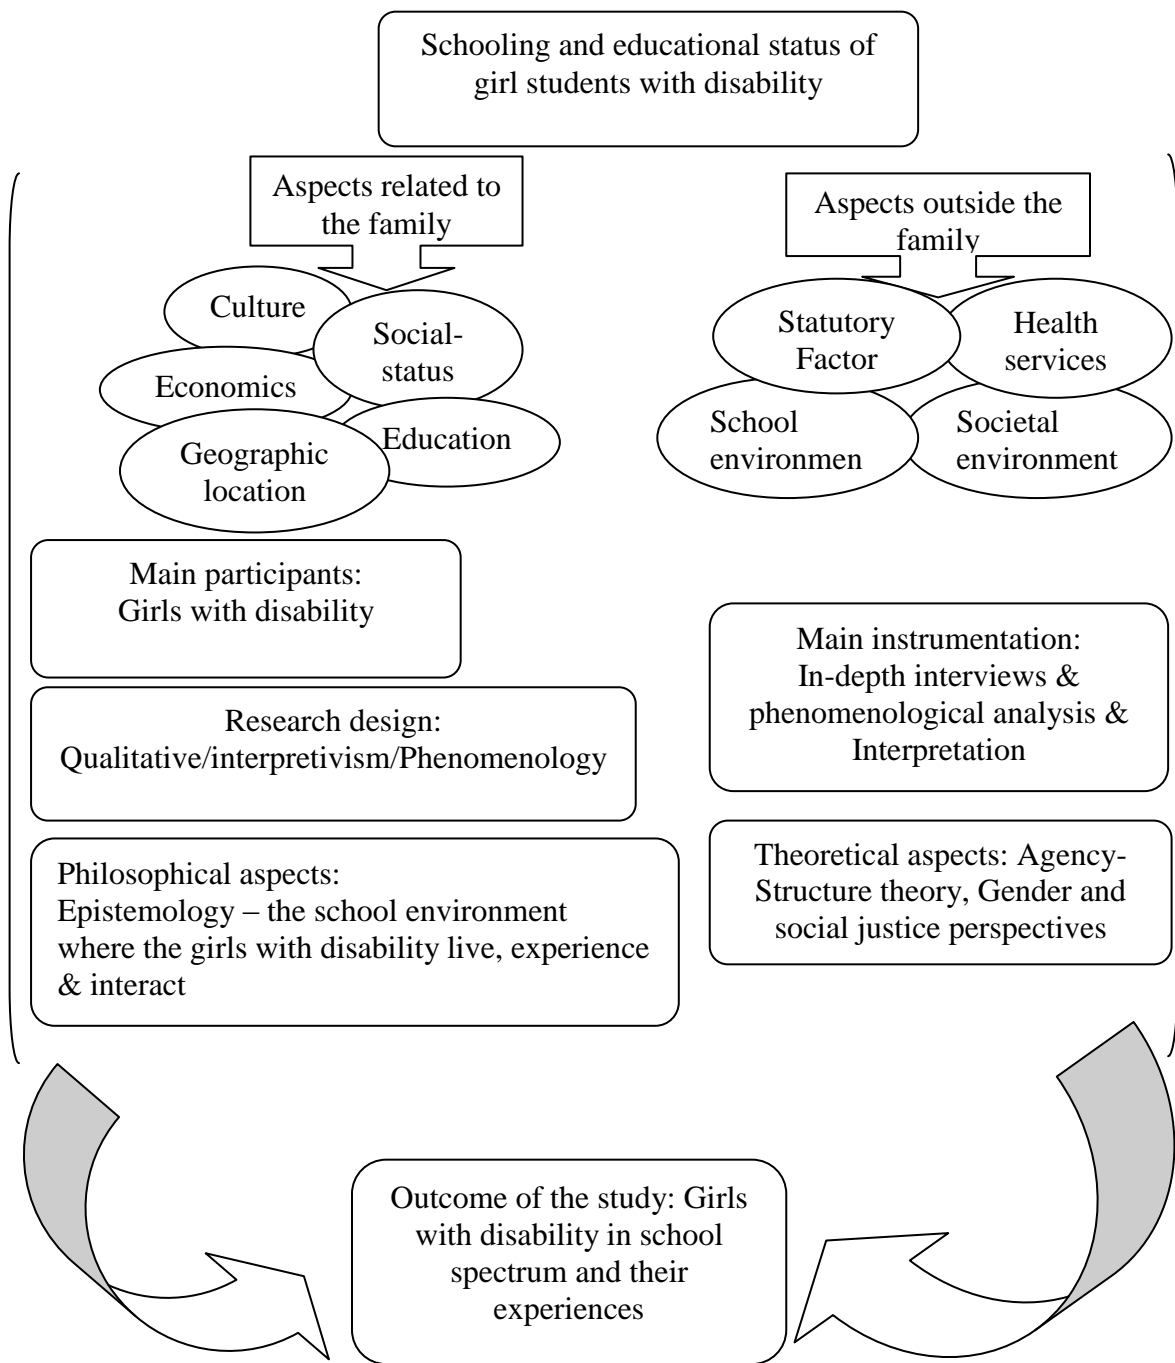 Schooling and educational status of
girl students with disability
Aspects related to
the family
Aspects outside the
family
Culture
Social-
status
Economics
Education
Geographic
location
Statutory
Factor
Health
services
School
environmen
Societal
environment
Main participants:
Girls with disability
Main instrumentation:
In-depth interviews &
phenomenological analysis &
Interpretation
Research design:
Qualitative/interpretivism/Phenomenology
Philosophical aspects:
Epistemology – the school environment
where the girls with disability live, experience
& interact
Theoretical aspects: Agency-
Structure theory, Gender and
social justice perspectives
Outcome of the study: Girls
with disability in school
spectrum and their
experiences